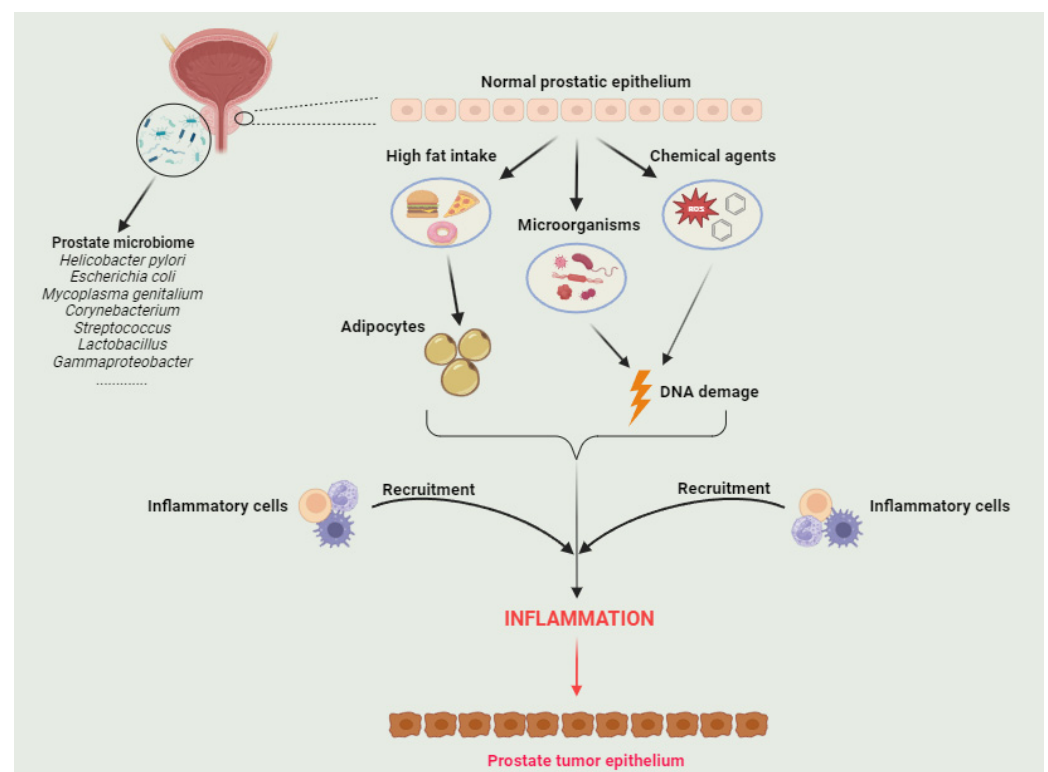 Normal prostatic epithelium
High fat intake
Chemical agents
ROS
Microorganisms
Prostate microbiome
Helicobacter pylori
Escherichia coli
Mycoplasma genitalium
Corynebacterium
Streptococcus
Lactobacillus
Gammaproteobacter
.............
Adipocytes
DNA demage
Inflammatory cells
Recruitment
Recruitment
Inflammatory cells
INFLAMMATION
Prostate tumor epithelium